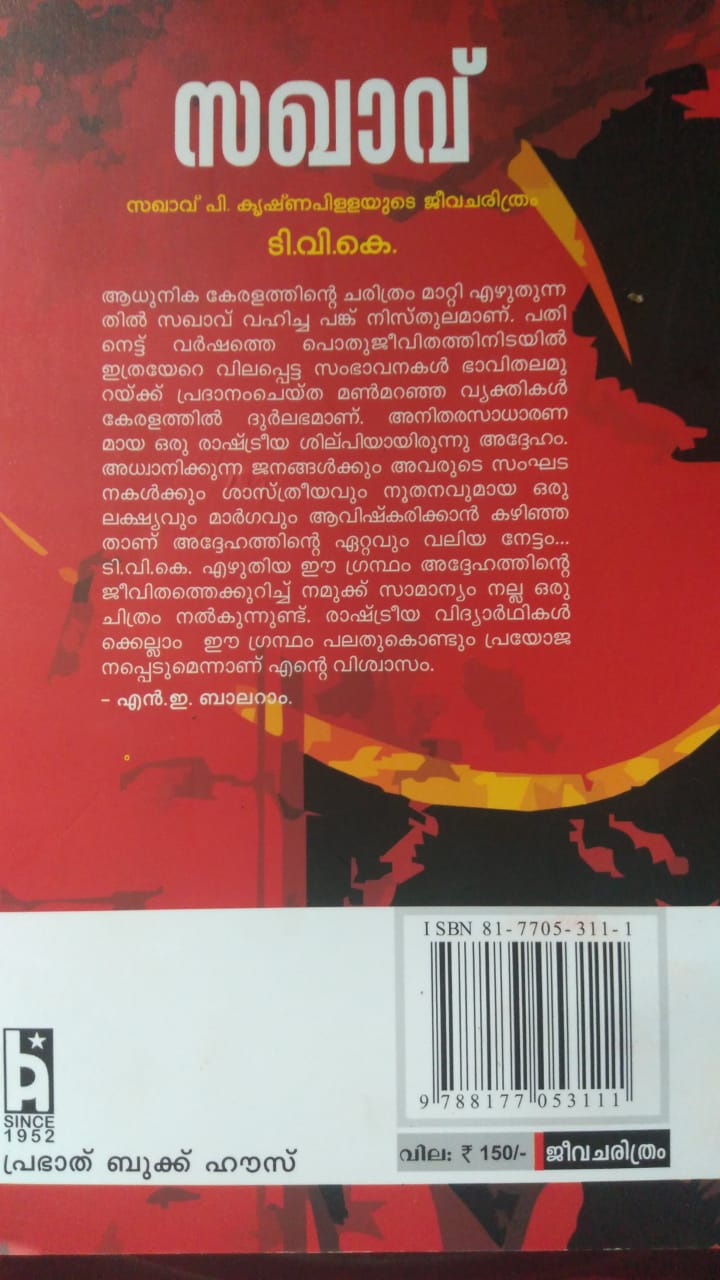 സഖാവ്
സഖാവ് പി. കൃഷ്ണപിള്ളയുടെ ജീവചരിത്രം
ടി.വി.കെ.
ആധുനിക കേരളത്തിന്റെ ചരിത്രം മാറ്റി എഴുതുന്ന
തിൽ സഖാവ് വഹിച്ച പങ്ക് നിസ്തുലമാണ്. പതി
നെട്ട് വർഷത്തെ പൊതുജീവിതത്തിനിടയിൽ
ഇത്രയേറെ വിലപ്പെട്ട സംഭാവനകൾ ഭാവിതലമു
റയ്ക്ക് പ്രദാനംചെയ്ത മൺമറഞ്ഞ വ്യക്തികൾ
കേരളത്തിൽ ദുർലഭമാണ്. അനിതരസാധാരണ
മായ ഒരു രാഷ്ട്രീയ ശില്പിയായിരുന്നു അദ്ദേഹം.
അധ്വാനിക്കുന്ന ജനങ്ങൾക്കും അവരുടെ സംഘട
നകൾക്കും ശാസ്ത്രീയവും നൂതനവുമായ ഒരു
ലക്ഷ്യവും മാർഗവും ആവിഷ്കരിക്കാൻ കഴിഞ്ഞ
താണ് അദ്ദേഹത്തിന്റെ ഏറ്റവും വലിയ നേട്ടം...
ടി.വി.കെ. എഴുതിയ ഈ ഗ്രന്ഥം അദ്ദേഹത്തിന്റെ
ജീവിതത്തെക്കുറിച്ച് നമുക്ക് സാമാന്യം നല്ല ഒരു
ചിത്രം നൽകുന്നുണ്ട്. രാഷ്ട്രീയ വിദ്യാർഥികൾ
ക്കെല്ലാം ഈ ഗ്രന്ഥം പലതുകൊണ്ടും പ്രയോജ
നപ്പെടുമെന്നാണ് എന്റെ വിശ്വാസം.
– എൻ.ഇ. ബാലറാം.
ISBN 81-7705-311-1
9 788177 053111
SINCE
1952
പ്രഭാത് ബുക്ക് ഹൗസ്
വില: ₹ 150/- ജീവചരിത്രം